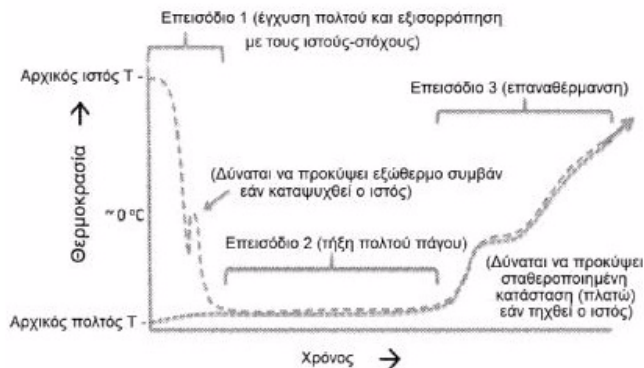 Επεισόδιο 1 (έγχυση πολτού και εξισορρόπηση
με τους ιστούς-στόχους)
Αρχικός ιστός Τ
Επεισόδιο 3 (επαναθέρμανση)
Θερμοκρασία
(Δύναται να προκύψει εξώθερμο συμβάν
εάν καταψυχθεί ο ιστός)
~ 0 ºC
Επεισόδιο 2 (τήξη πολτού πάγου)
(Δύναται να προκύψει
σταθεροποιημένη
κατάσταση (πλατώ)
εάν τηχθεί ο ιστός)
Αρχικός πολτός Τ
Χρόνος